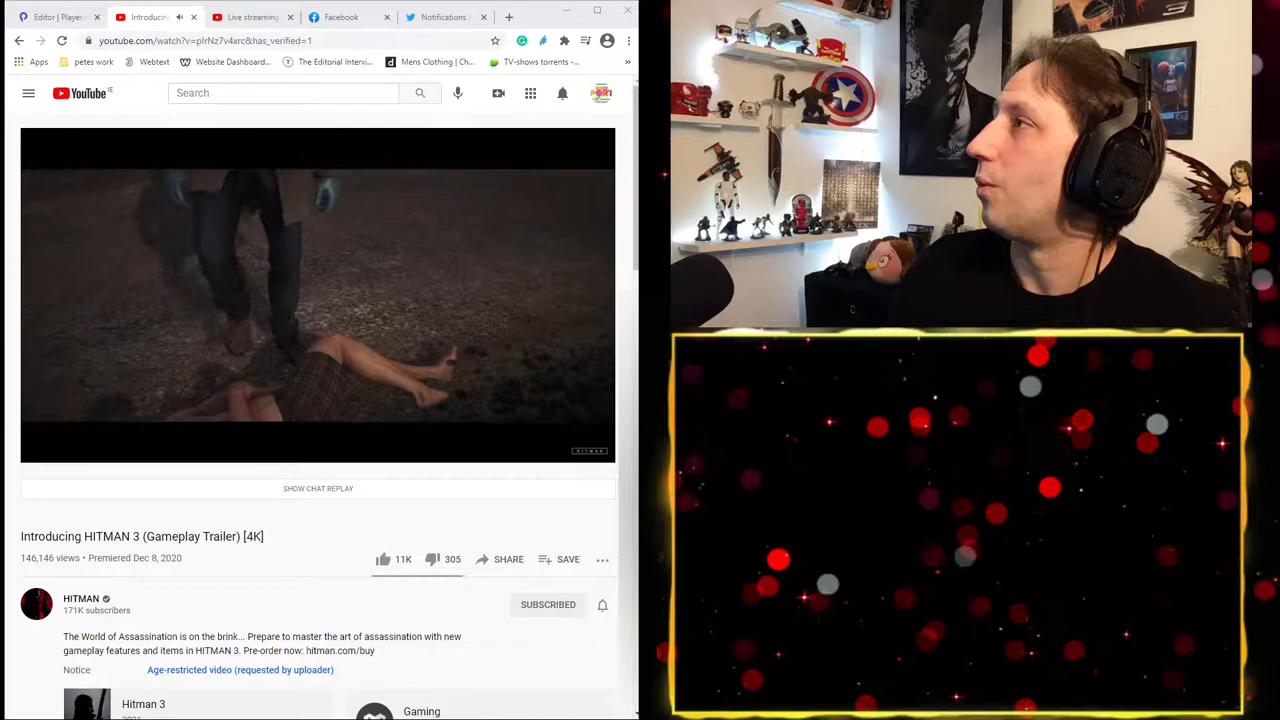 Editor | Player.
Introducin
Live streaming
Facebook
Notifications /
youtube.com/watch?v=pIrNz7v4xrc&has_verified=1
Apps
petes work
Webtext
Website Dashboard...
The Editorial Intervi...
Mens Clothing | Ch...
TV-shows torrents -...
YouTube IE
Search
HITMAN
SHOW CHAT REPLAY
Introducing HITMAN 3 (Gameplay Trailer) [4K]
146,146 views • Premiered Dec 8, 2020
11K
305
SHARE
SAVE
HITMAN
171K subscribers
SUBSCRIBED
The World of Assassination is on the brink... Prepare to master the art of assassination with new
gameplay features and items in HITMAN 3. Pre-order now: hitman.com/buy
Notice
Age-restricted video (requested by uploader)
Hitman 3
Gaming